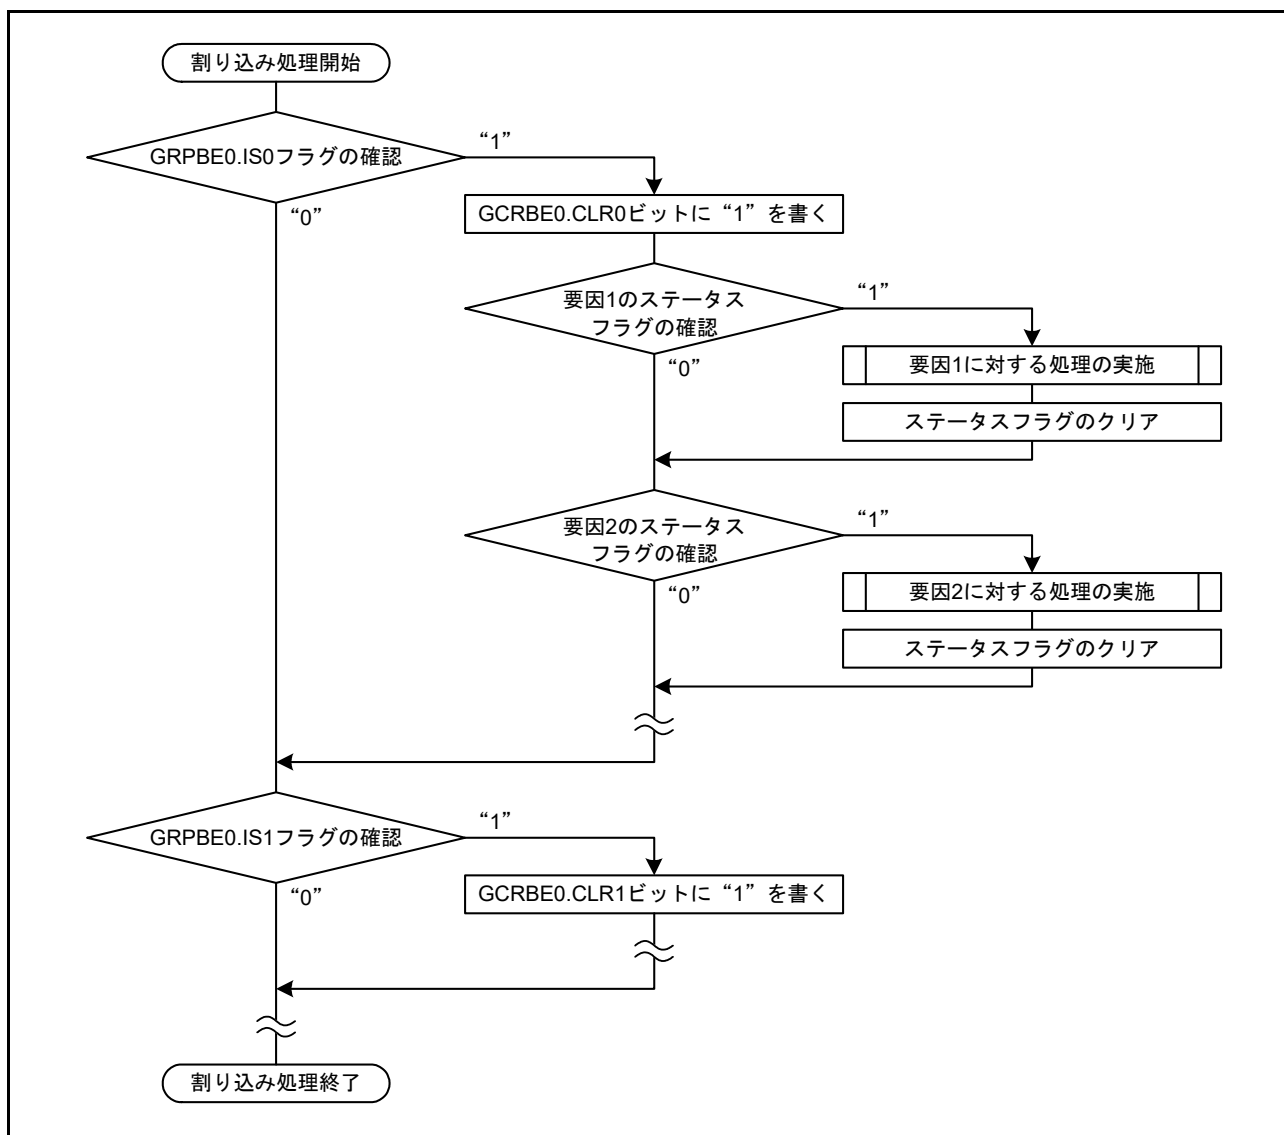 割り込み処理開始
GRPBE0.IS0フラグの確認
“1”
“0”
GCRBE0.CLR0ビットに“1”を書く
要因1のステータス
フラグの確認
“1”
“0”
要因1に対する処理の実施
ステータスフラグのクリア
要因2のステータス
フラグの確認
“1”
“0”
要因2に対する処理の実施
ステータスフラグのクリア
GRPBE0.IS1フラグの確認
“1”
“0”
GCRBE0.CLR1ビットに“1”を書く
割り込み処理終了